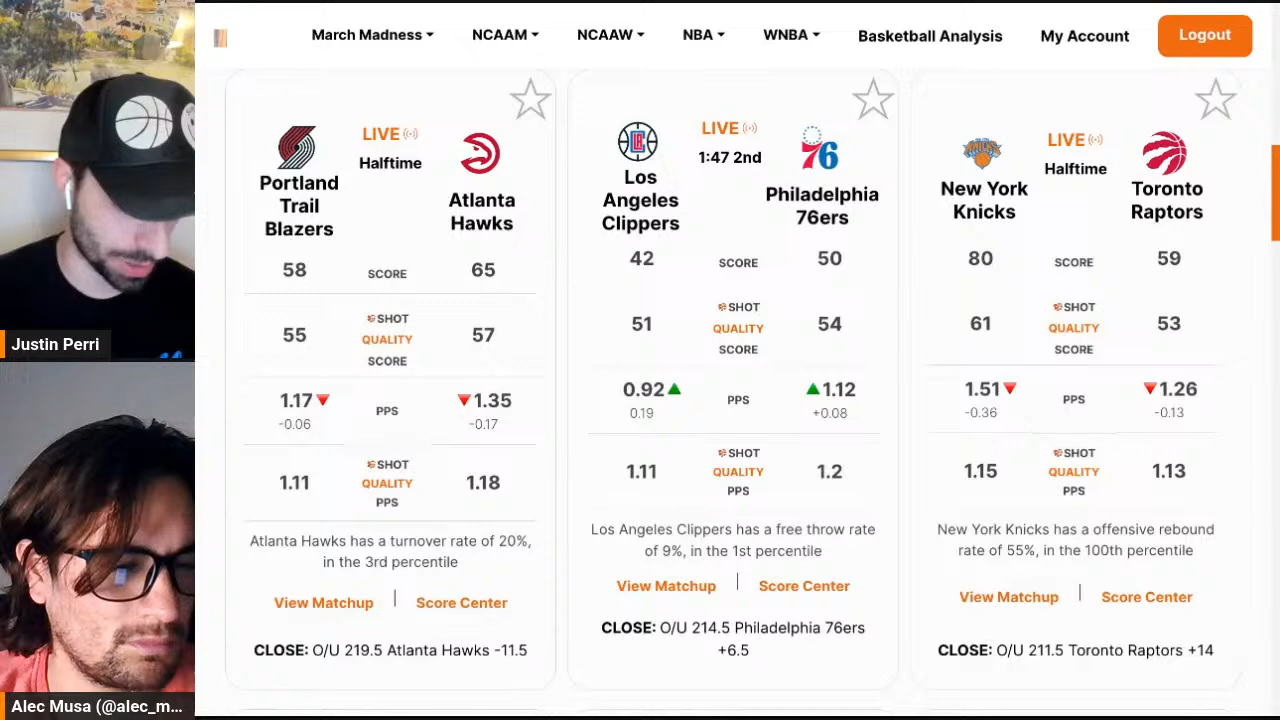 March Madness
NCAAM
NCAAW
NBA
WNBA
Basketball Analysis
My Account
Logout
Portland
Trail
Blazers
LIVE
Halftime
Atlanta
Hawks
58
SCORE
65
55
SHOT
QUALITY
SCORE
57
1.17
-0.06
PPS
1.35
-0.17
1.11
SHOT
QUALITY
PPS
1.18
Atlanta Hawks has a turnover rate of 20%,
in the 3rd percentile
View Matchup
Score Center
CLOSE: O/U 219.5 Atlanta Hawks -11.5
Los
Angeles
Clippers
LIVE
1:47 2nd
76
Philadelphia
76ers
42
SCORE
50
51
SHOT
QUALITY
SCORE
54
0.92
0.19
PPS
1.12
+0.08
1.11
SHOT
QUALITY
PPS
1.2
Los Angeles Clippers has a free throw rate
of 9%, in the 1st percentile
View Matchup
Score Center
CLOSE: O/U 214.5 Philadelphia 76ers
+6.5
KNICKS
New York
Knicks
LIVE
Halftime
Toronto
Raptors
80
SCORE
59
61
SHOT
QUALITY
SCORE
53
1.51
-0.36
PPS
1.26
-0.13
1.15
SHOT
QUALITY
PPS
1.13
New York Knicks has a offensive rebound
rate of 55%, in the 100th percentile
View Matchup
Score Center
CLOSE: O/U 211.5 Toronto Raptors +14
Justin Perri
Alec Musa (@alec_m...